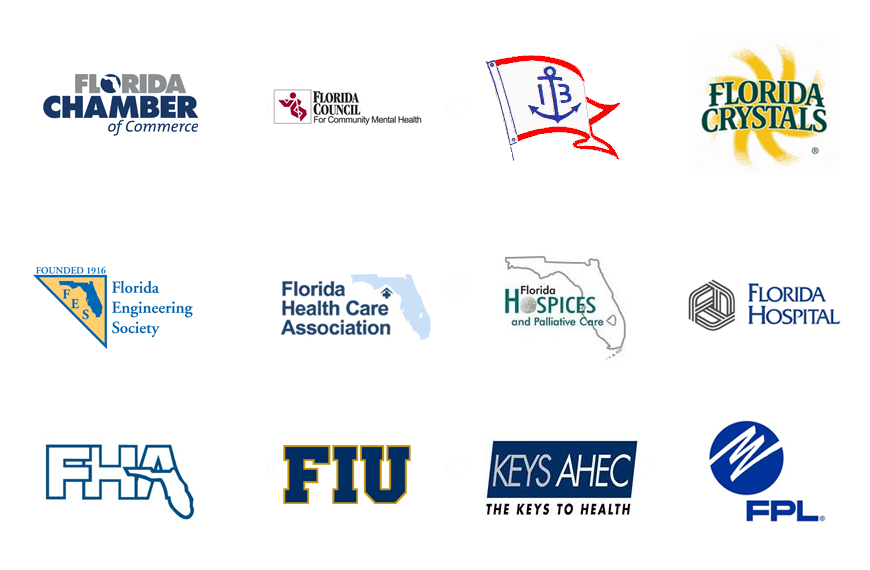 FLORIDA
CHAMBER
of Commerce
FLORIDA
COUNCIL
For Community Mental Health
13
FLORIDA
CRYSTALS
®
FOUNDED 1916
FES
Florida
Engineering
Society
Florida
Health Care
Association
Florida
HOSPICES
and Palliative Care
FLORIDA
HOSPITAL
FHA
FIU
KEYS AHEC
THE KEYS TO HEALTH
FPL®